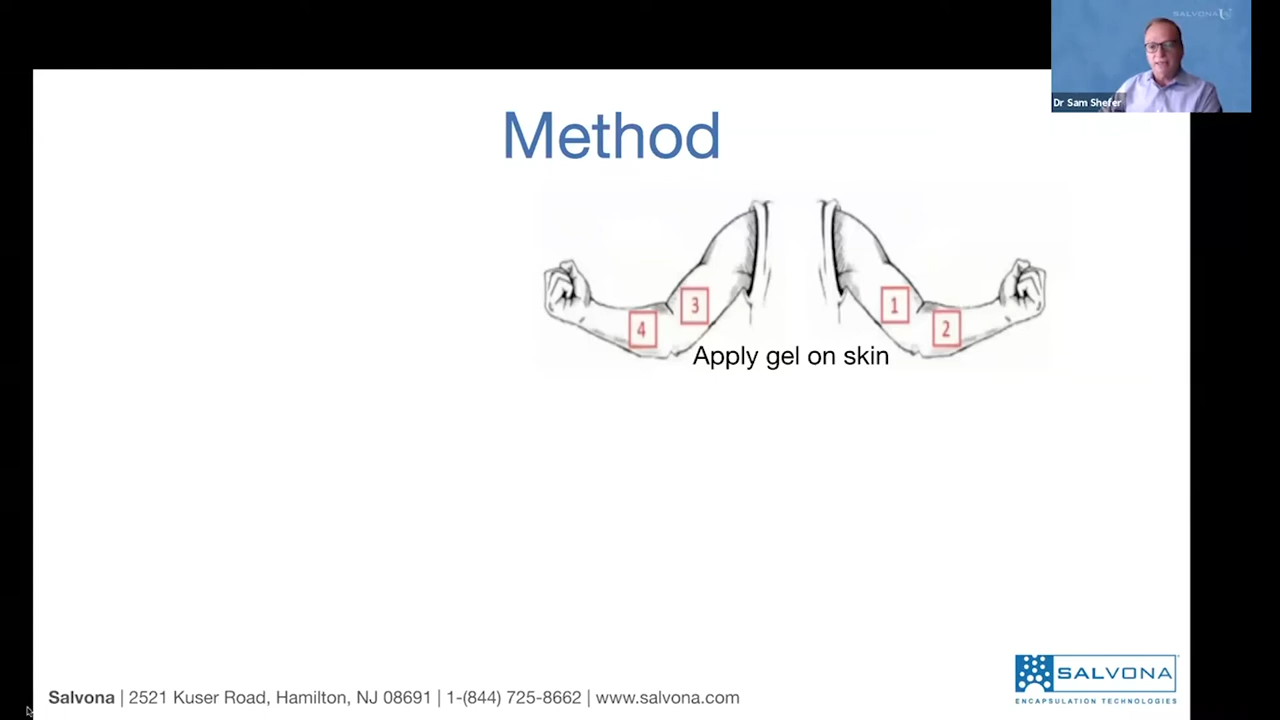 SALVONA
Dr Sam Shefer
Method
3
1
4
2
Apply gel on skin
SALVONA
ENCAPSULATION TECHNOLOGIES
Salvona | 2521 Kuser Road, Hamilton, NJ 08691 | 1-(844) 725-8662 | www.salvona.com